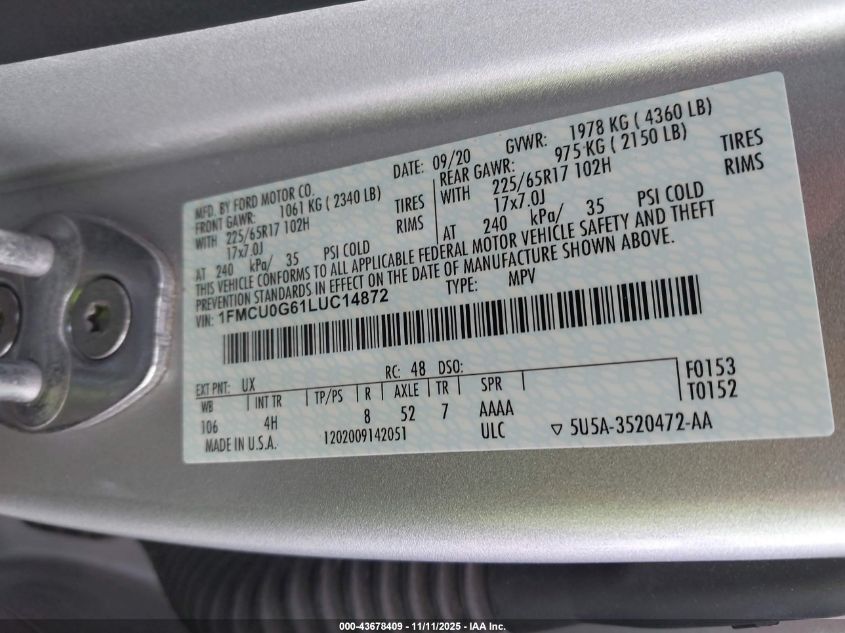 MFD. BY FORD MOTOR CO. DATE: 09/20 GVWR: 1978 KG ( 4360 LB)
FRONT GAWR: 1061 KG ( 2340 LB) REAR GAWR: 975 KG ( 2150 LB)
WITH 225/65R17 102H TIRES WITH 225/65R17 102H TIRES
17x7.0J RIMS 17x7.0J RIMS
AT 240 kPa/ 35 PSI COLD AT 240 kPa/ 35 PSI COLD
THIS VEHICLE CONFORMS TO ALL APPLICABLE FEDERAL MOTOR VEHICLE SAFETY AND THEFT
PREVENTION STANDARDS IN EFFECT ON THE DATE OF MANUFACTURE SHOWN ABOVE.
VIN: 1FMCU0G61LUC14872 TYPE: MPV
EXT PNT: UX RC: 48 DSO: F0153
WB INT TR TP/PS R AXLE TR SPR T0152
106 4H 8 52 7 AAAA
MADE IN U.S.A. 1202009142051 ULC ▽ 5U5A-3520472-AA
000-43678409 - 11/11/2025 - IAA Inc.